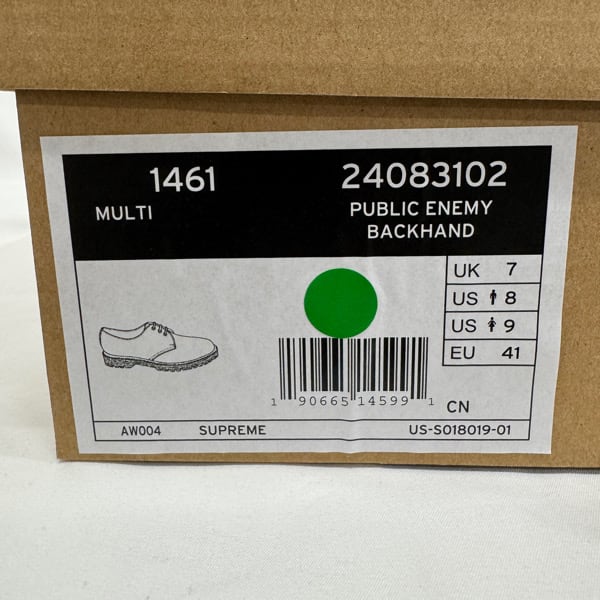 1461
24083102
MULTI
PUBLIC ENEMY
BACKHAND
UK 7
US 8
US 9
EU 41
1 90665 14599 1
CN
AW004 SUPREME US-S018019-01